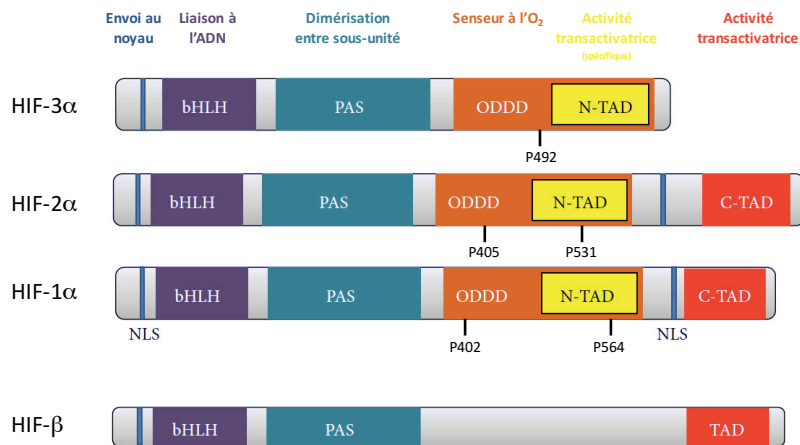 Envoi au
noyau
Liaison à
l'ADN
Dimérisation
entre sous-unité
Senseur à l'O₂
Activité
transactivatrice
(spécifique)
Activité
transactivatrice
HIF-3α
bHLH
PAS
ODDD
N-TAD
P492
HIF-2α
bHLH
PAS
ODDD
N-TAD
C-TAD
P405
P531
HIF-1α
bHLH
PAS
ODDD
N-TAD
C-TAD
NLS
P402
P564
NLS
HIF-β
bHLH
PAS
TAD